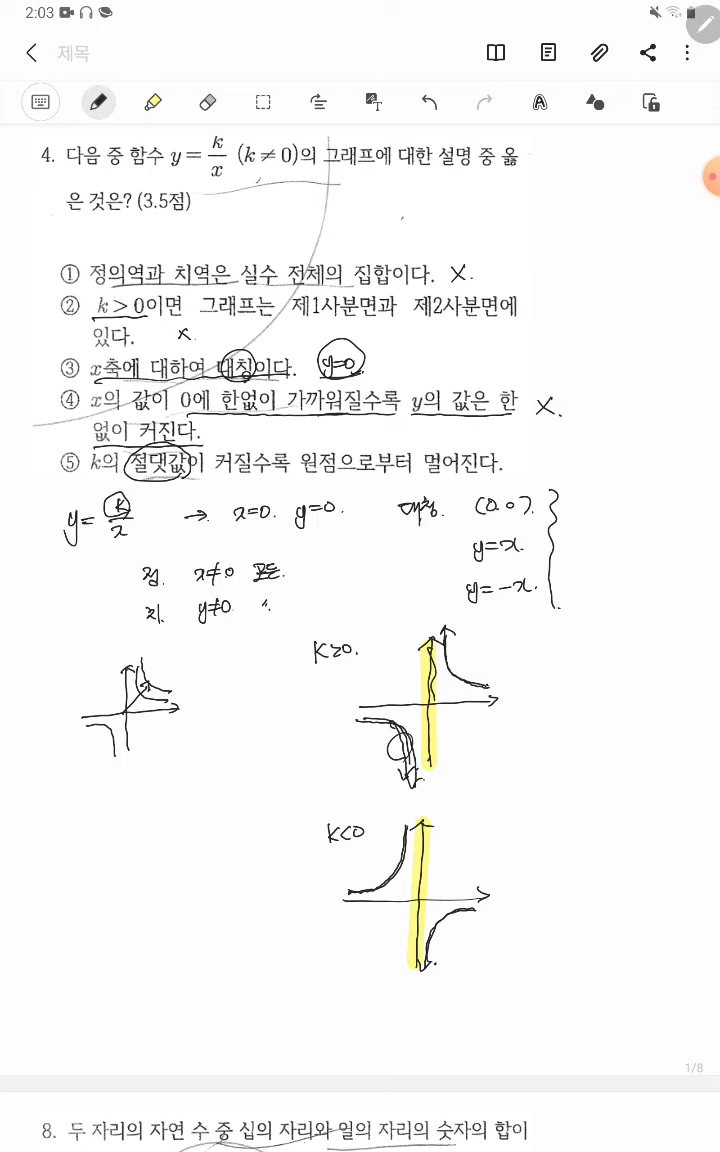 2:03
제목
4. 다음 중 함수 y = k/x (k ≠ 0)의 그래프에 대한 설명 중 옳
은 것은? (3.5점)
① 정의역과 치역은 실수 전체의 집합이다. X.
② k > 0이면 그래프는 제1사분면과 제2사분면에
있다. x.
③ x축에 대하여 대칭이다. y=0
④ x의 값이 0에 한없이 가까워질수록 y의 값은 한 X.
없이 커진다.
⑤ k의 절댓값이 커질수록 원점으로부터 멀어진다.
y = k/x → x=0. y=0. 대칭. (0.0).
y=x.
정. x≠0 모든. y=-x.
치. y≠0 〃.
K>0.
K<0
1/8
8. 두 자리의 자연 수 중 십의 자리와 일의 자리의 숫자의 합이